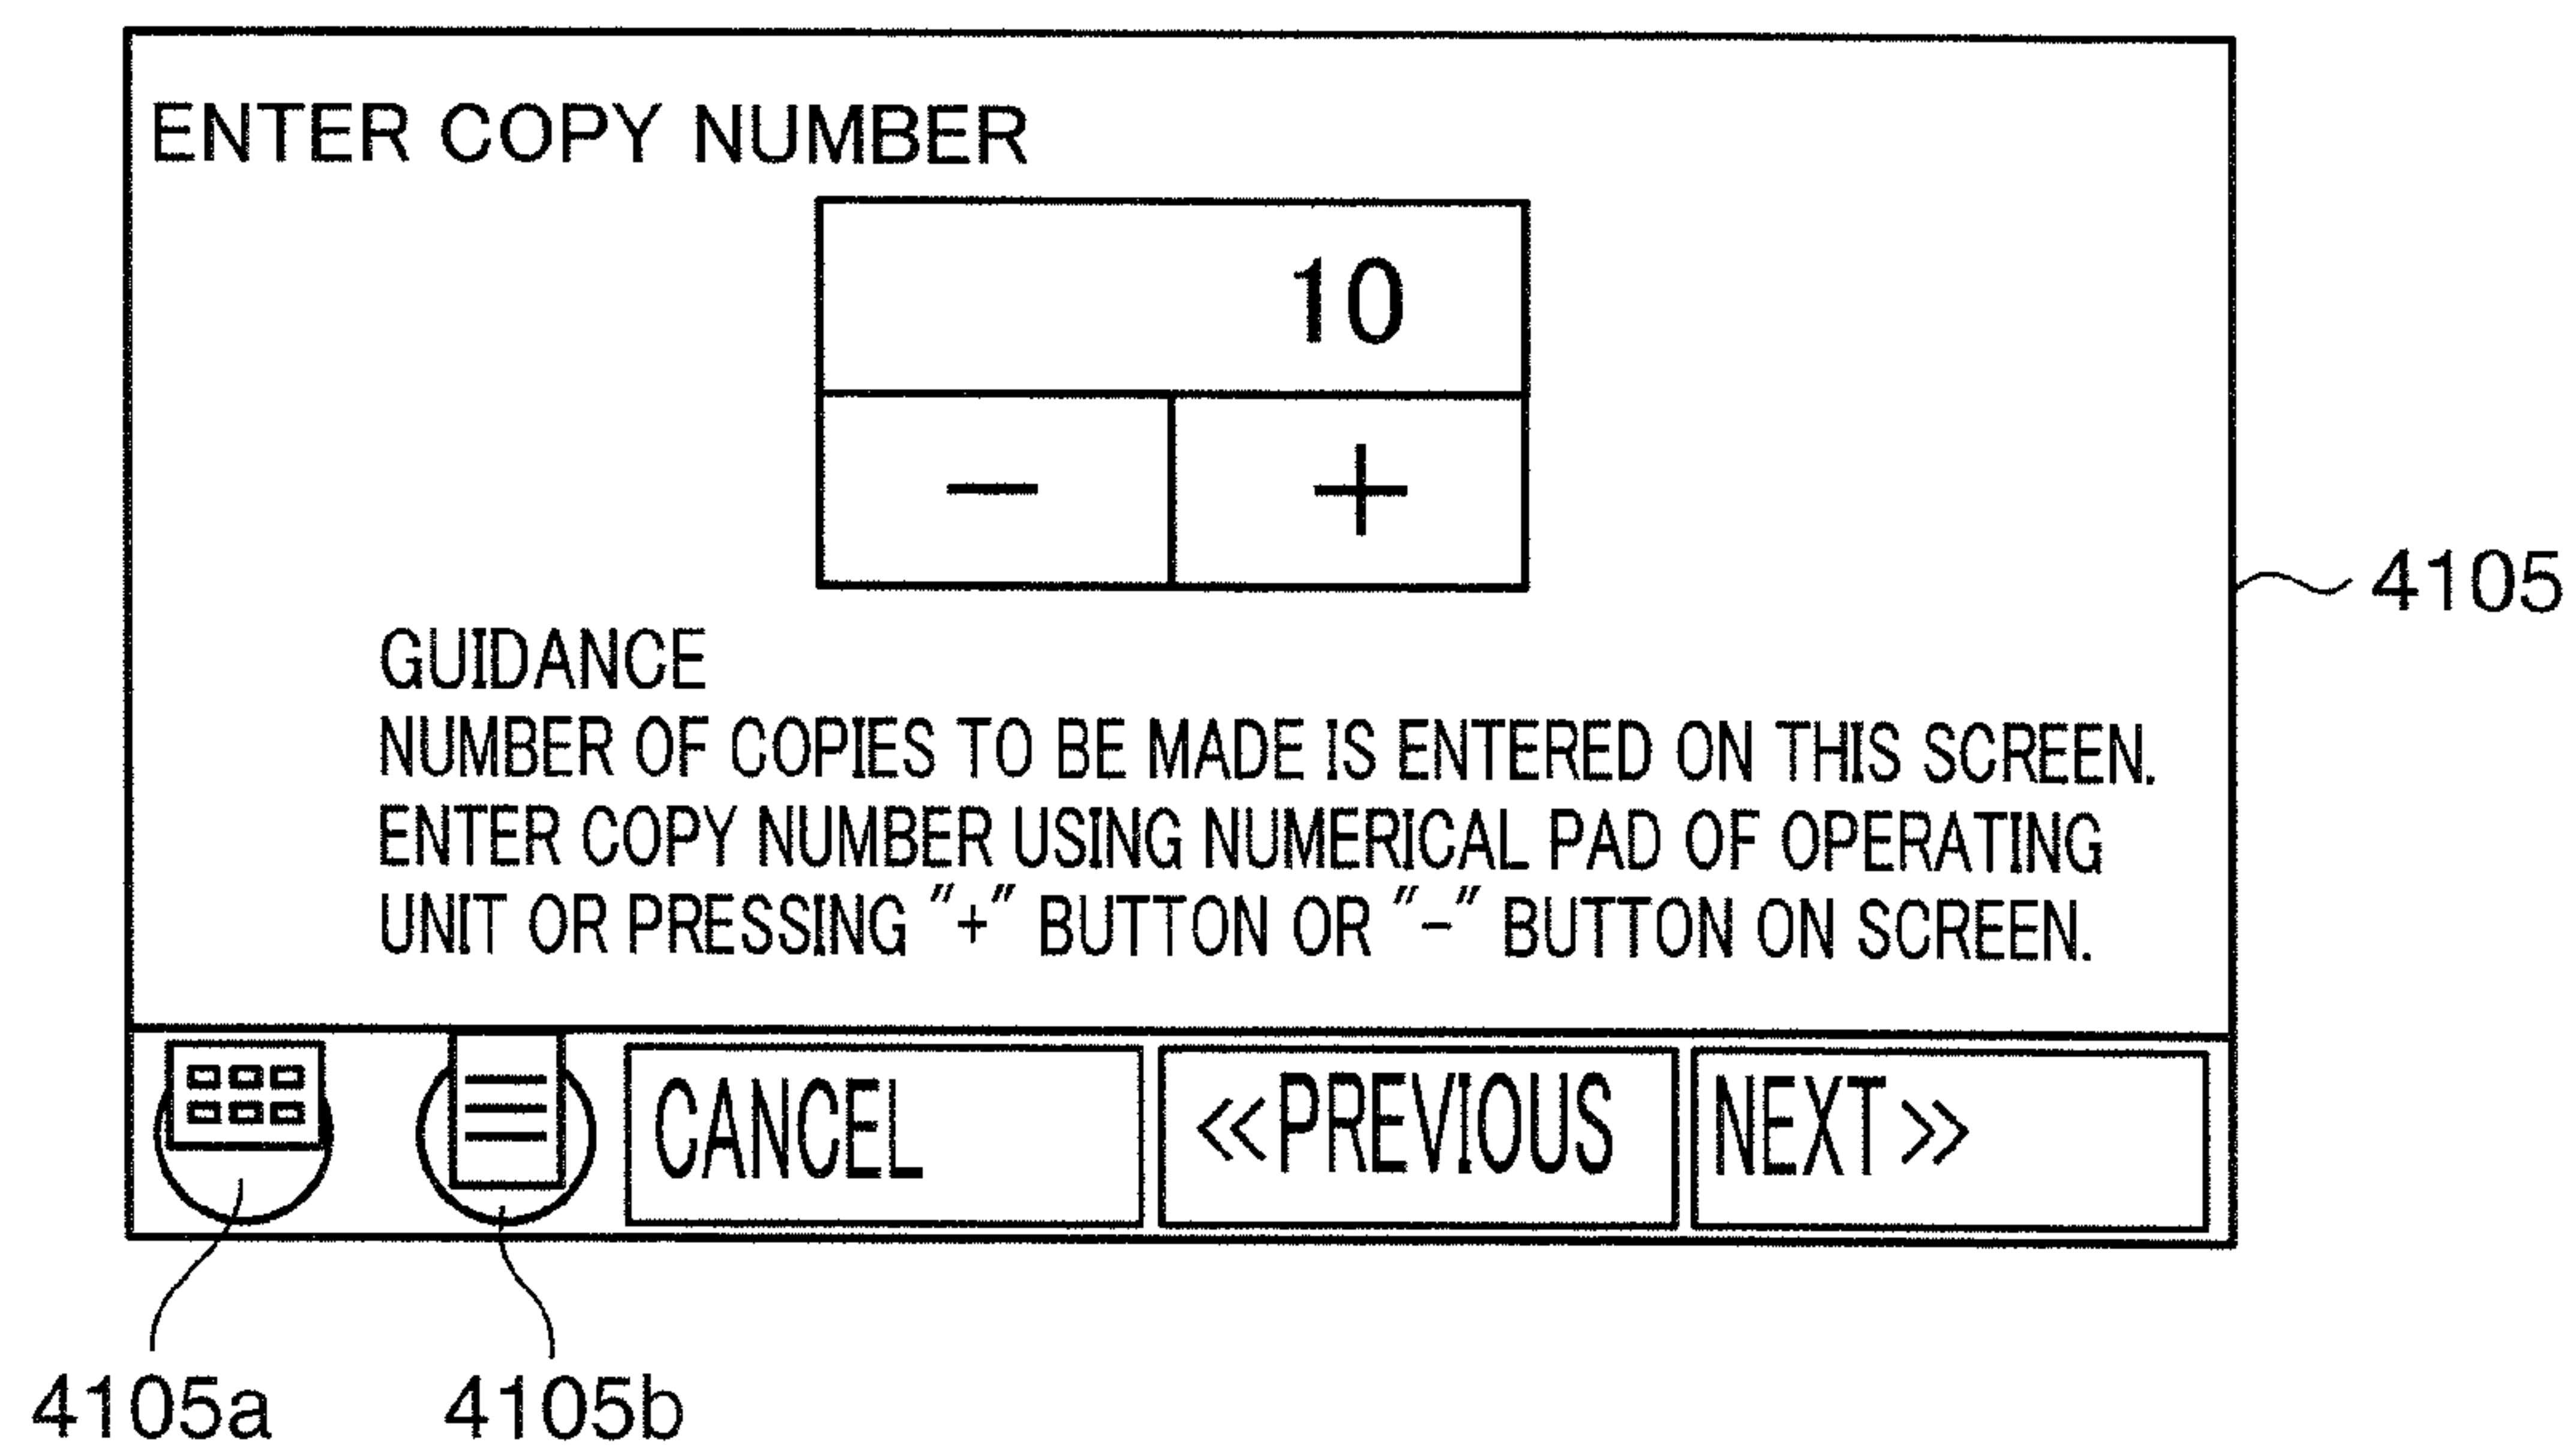 ENTER COPY NUMBER
10
− +
4105
GUIDANCE
NUMBER OF COPIES TO BE MADE IS ENTERED ON THIS SCREEN.
ENTER COPY NUMBER USING NUMERICAL PAD OF OPERATING
UNIT OR PRESSING "+" BUTTON OR "-" BUTTON ON SCREEN.
CANCEL <<PREVIOUS NEXT>>
4105a 4105b